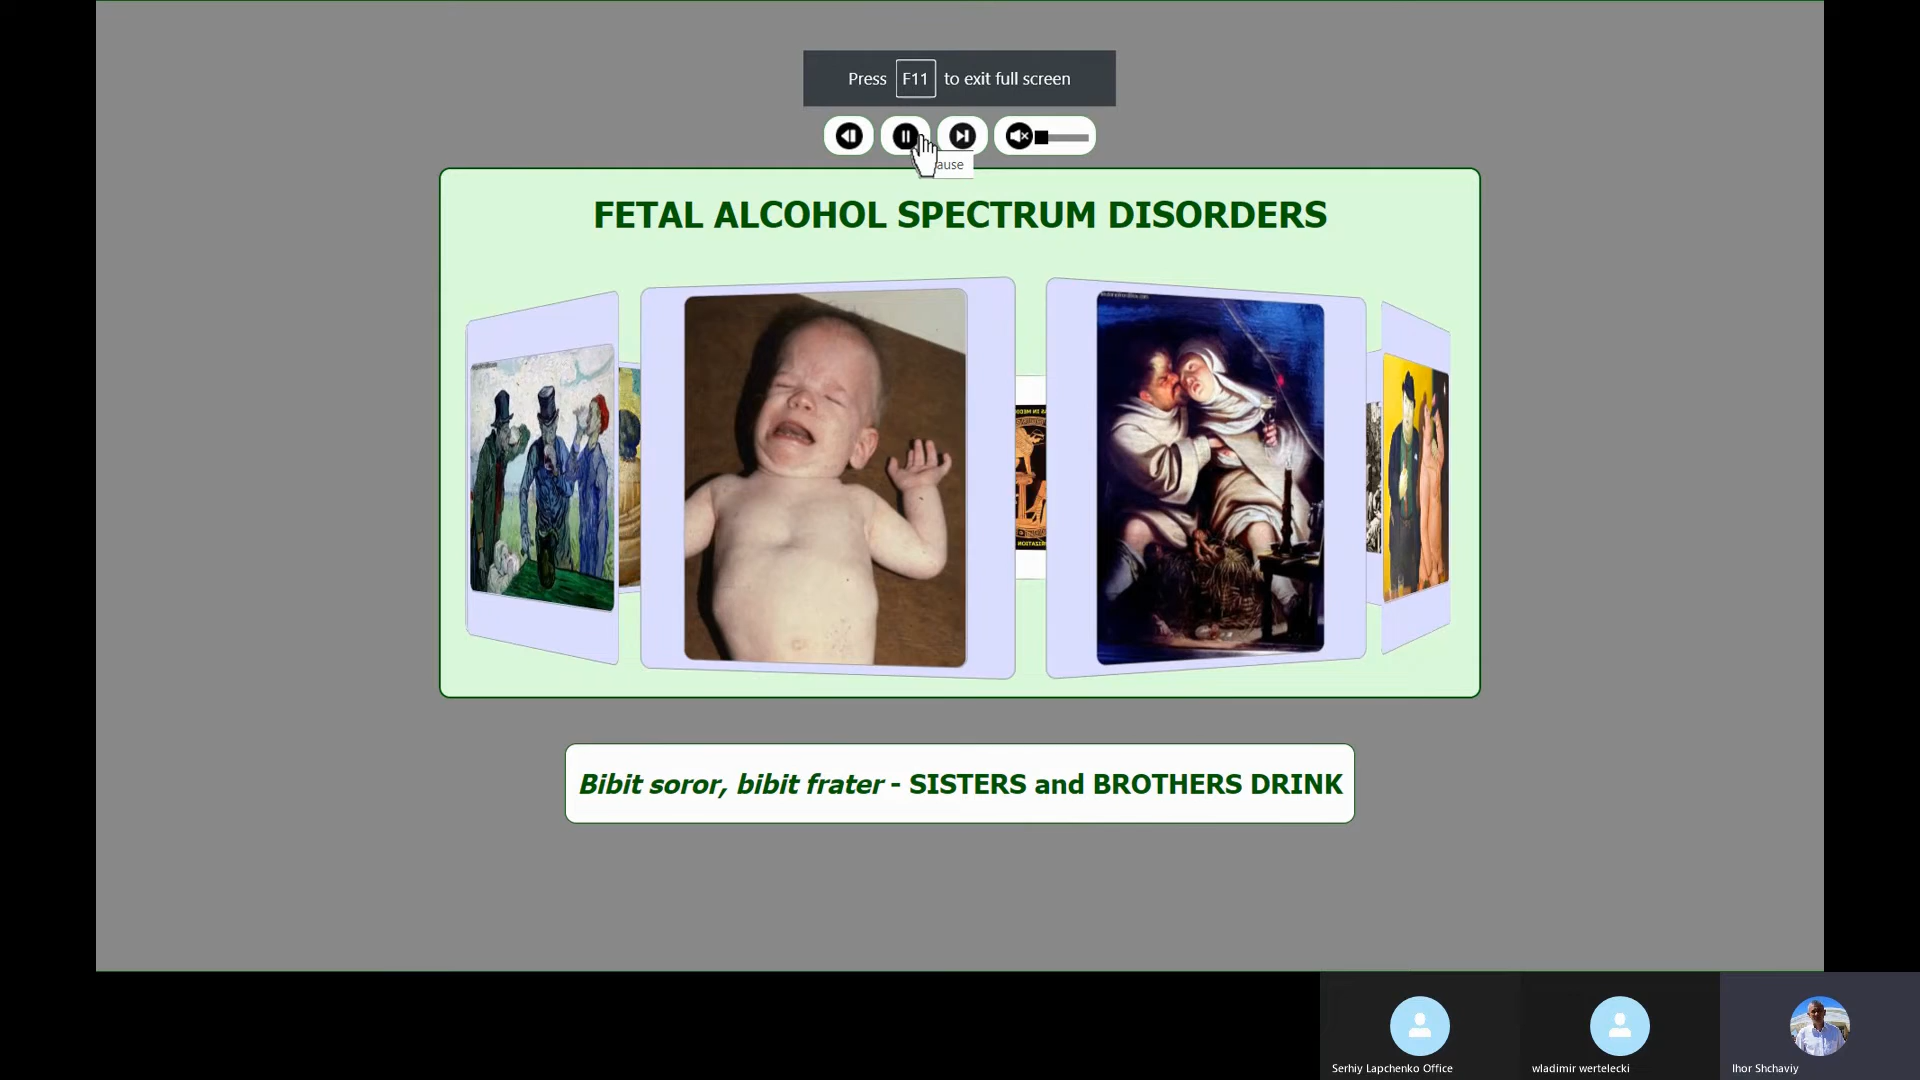 Press F11 to exit full screen
ause
FETAL ALCOHOL SPECTRUM DISORDERS
Bibit soror, bibit frater - SISTERS and BROTHERS DRINK
Serhiy Lapchenko Office
wladimir wertelecki
Ihor Shchaviy